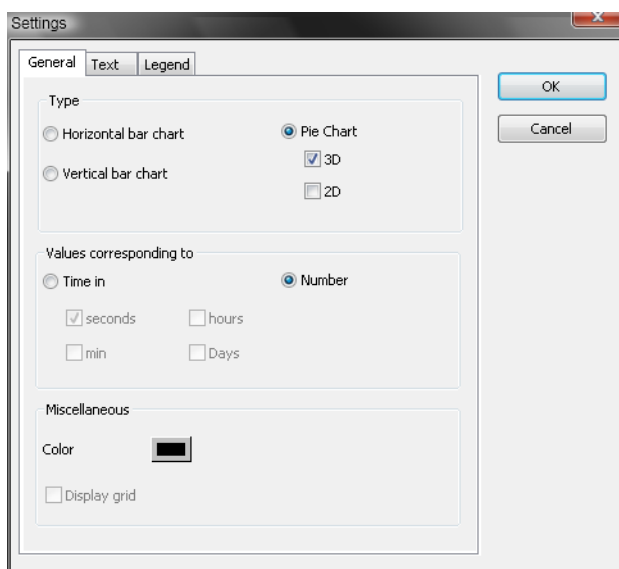 Settings
General Text Legend
OK
Cancel
Type
Horizontal bar chart
Pie Chart
3D
Vertical bar chart
2D
Values corresponding to
Time in
Number
seconds
hours
min
Days
Miscellaneous
Color
Display grid